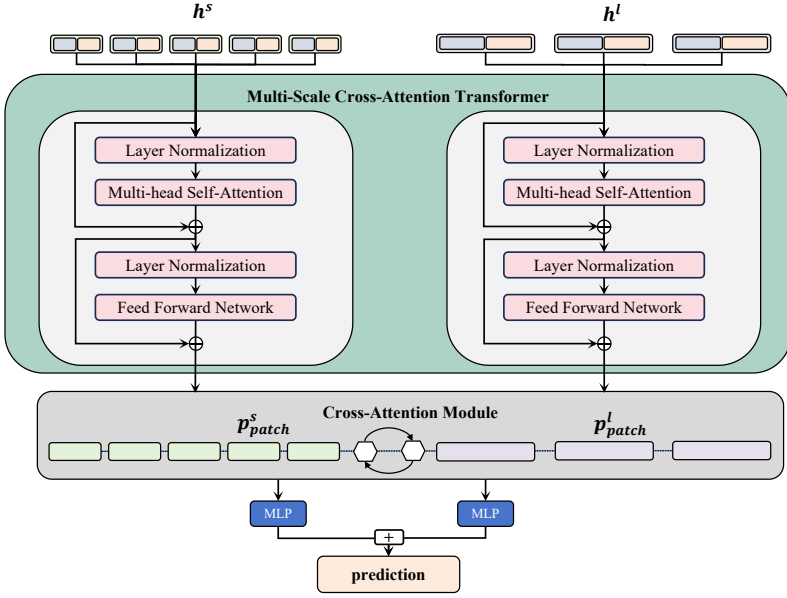 h^s
h^l
Multi-Scale Cross-Attention Transformer
Layer Normalization
Multi-head Self-Attention
Layer Normalization
Feed Forward Network
Layer Normalization
Multi-head Self-Attention
Layer Normalization
Feed Forward Network
Cross-Attention Module
p^s_patch
p^l_patch
MLP
MLP
+
prediction